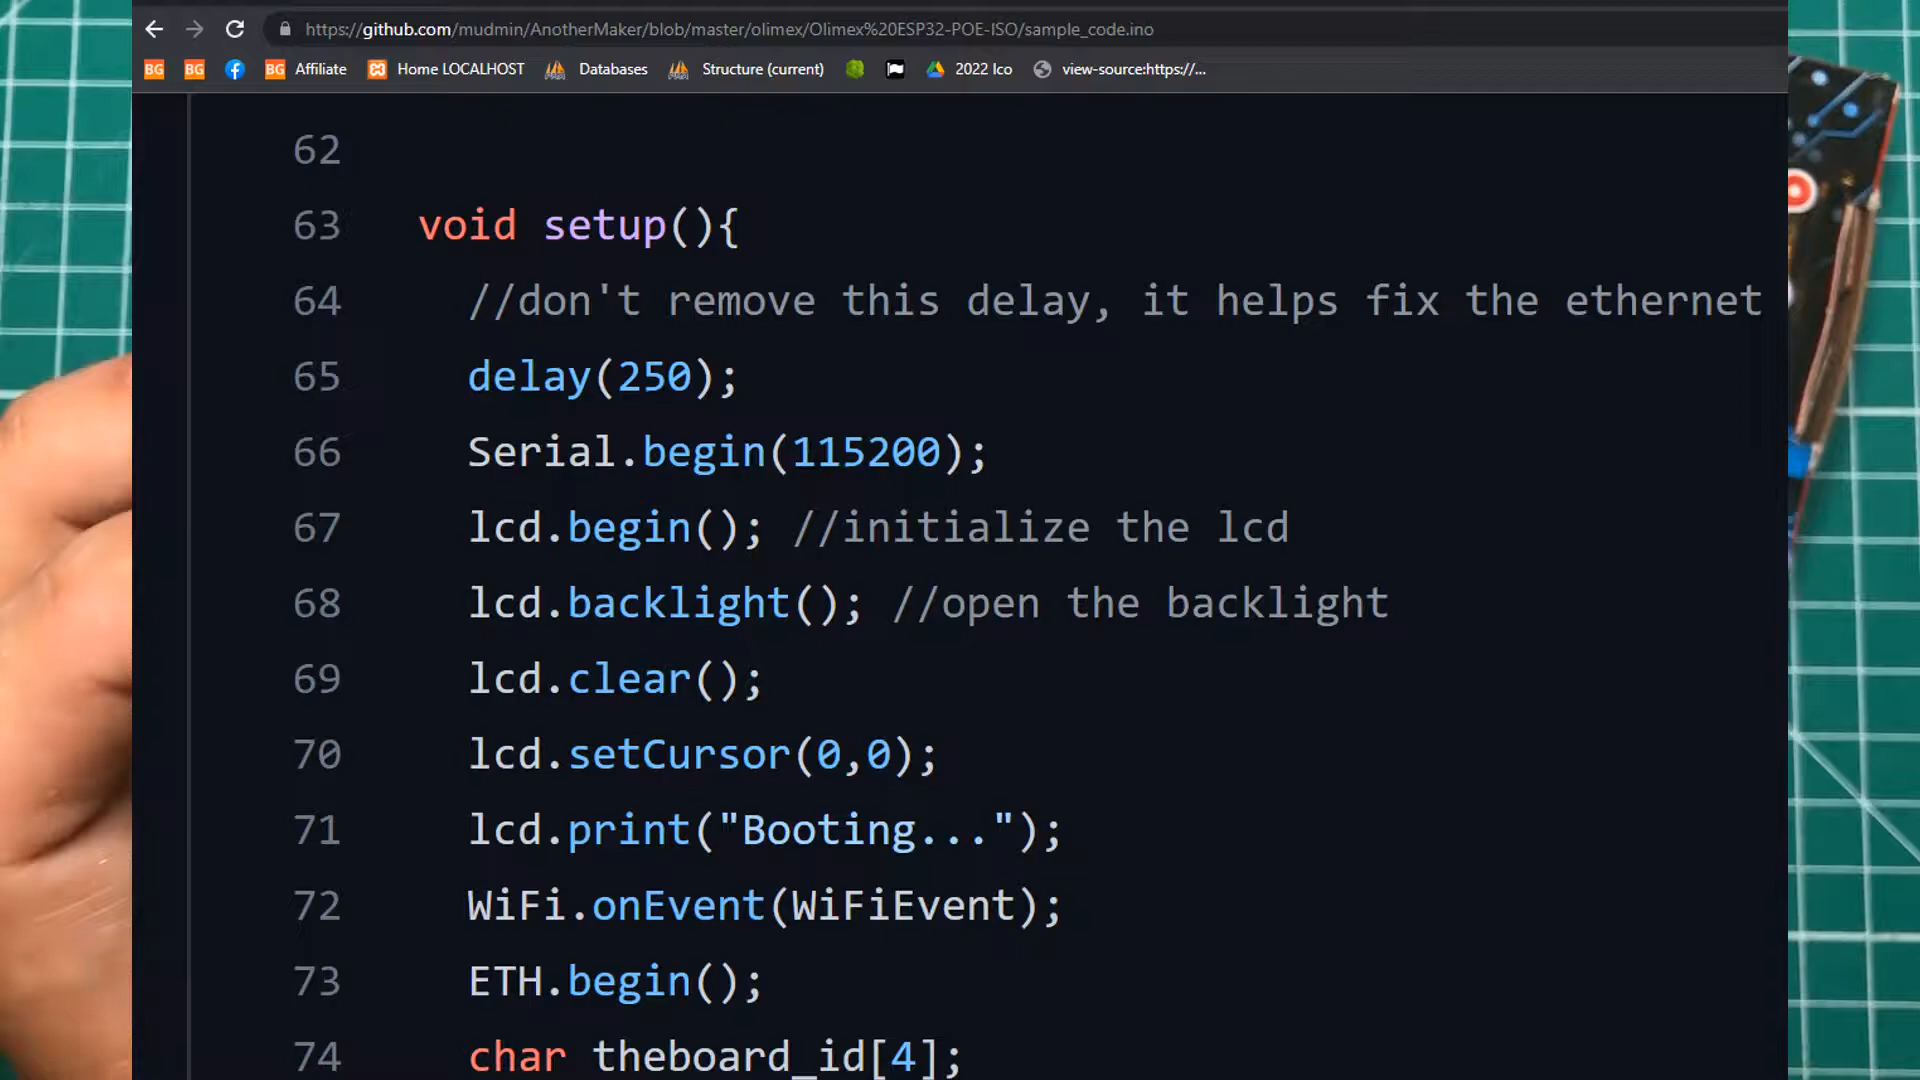 https://github.com/mudmin/AnotherMaker/blob/master/olimex/Olimex%20ESP32-POE-ISO/sample_code.ino
BG BG BG Affiliate Home LOCALHOST Databases Structure (current) 2022 Ico view-source:https://...
62
63 void setup(){
64 //don't remove this delay, it helps fix the ethernet
65 delay(250);
66 Serial.begin(115200);
67 lcd.begin(); //initialize the lcd
68 lcd.backlight(); //open the backlight
69 lcd.clear();
70 lcd.setCursor(0,0);
71 lcd.print("Booting...");
72 WiFi.onEvent(WiFiEvent);
73 ETH.begin();
74 char theboard_id[4];